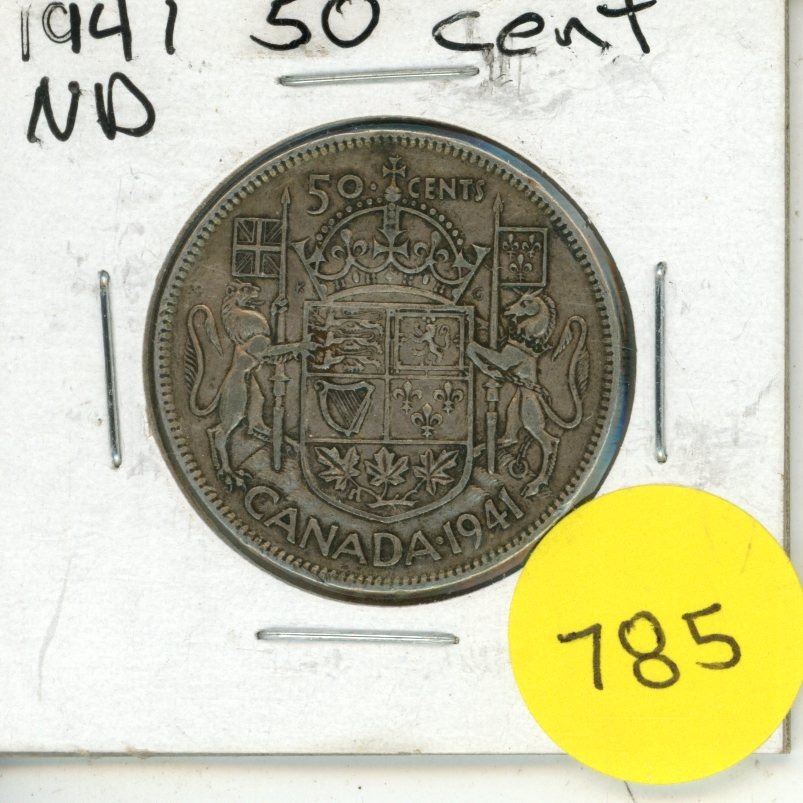 1941 50 cent
ND
50 · CENTS
K G
CANADA · 1941
785